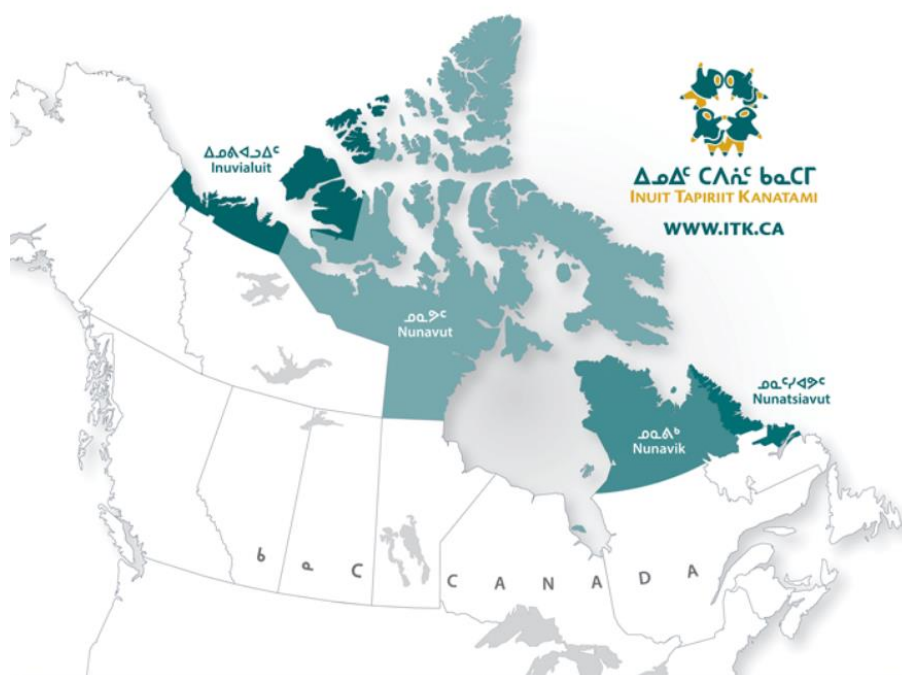 ᐃᓄᕕᐊᓗᐃᑦ
Inuvialuit
ᐃᓄᐃᑦ ᑕᐱᕇᑦ ᑲᓇᑕᒥ
INUIT TAPIRIIT KANATAMI
WWW.ITK.CA
ᓄᓇᕗᑦ
Nunavut
ᓄᓇᑦᓯᐊᕗᑦ
Nunatsiavut
ᓄᓇᕕᒃ
Nunavik
ᑲ ᓇ ᑕ C A N A D A